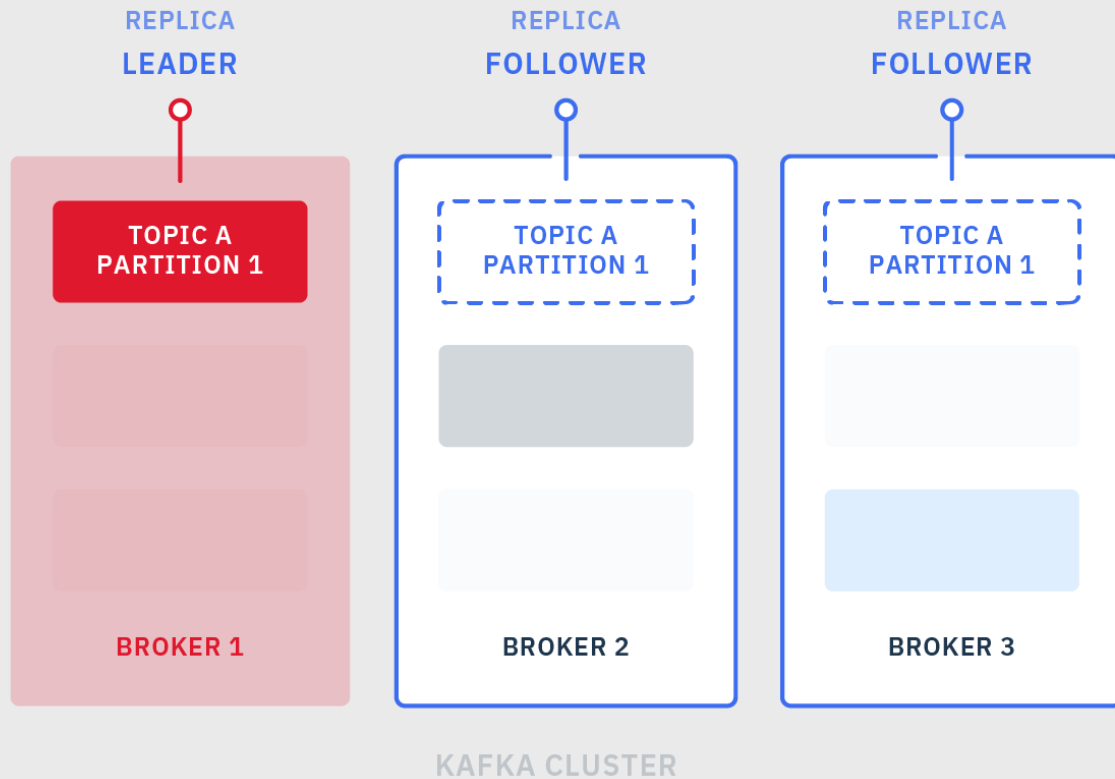 REPLICA
LEADER
REPLICA
FOLLOWER
REPLICA
FOLLOWER
TOPIC A
PARTITION 1
TOPIC A
PARTITION 1
TOPIC A
PARTITION 1
BROKER 1
BROKER 2
BROKER 3
KAFKA CLUSTER